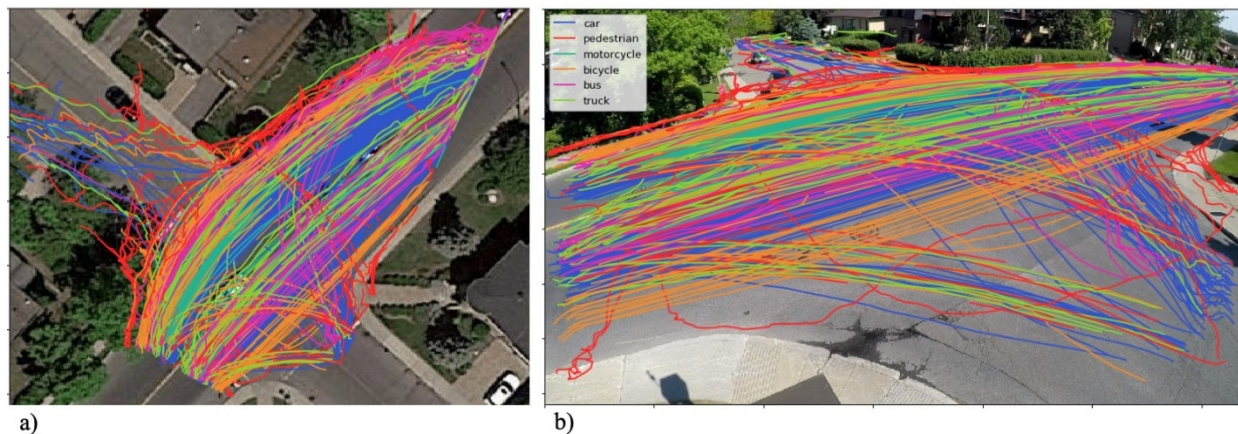 car
pedestrian
motorcycle
bicycle
bus
truck
a)
b)